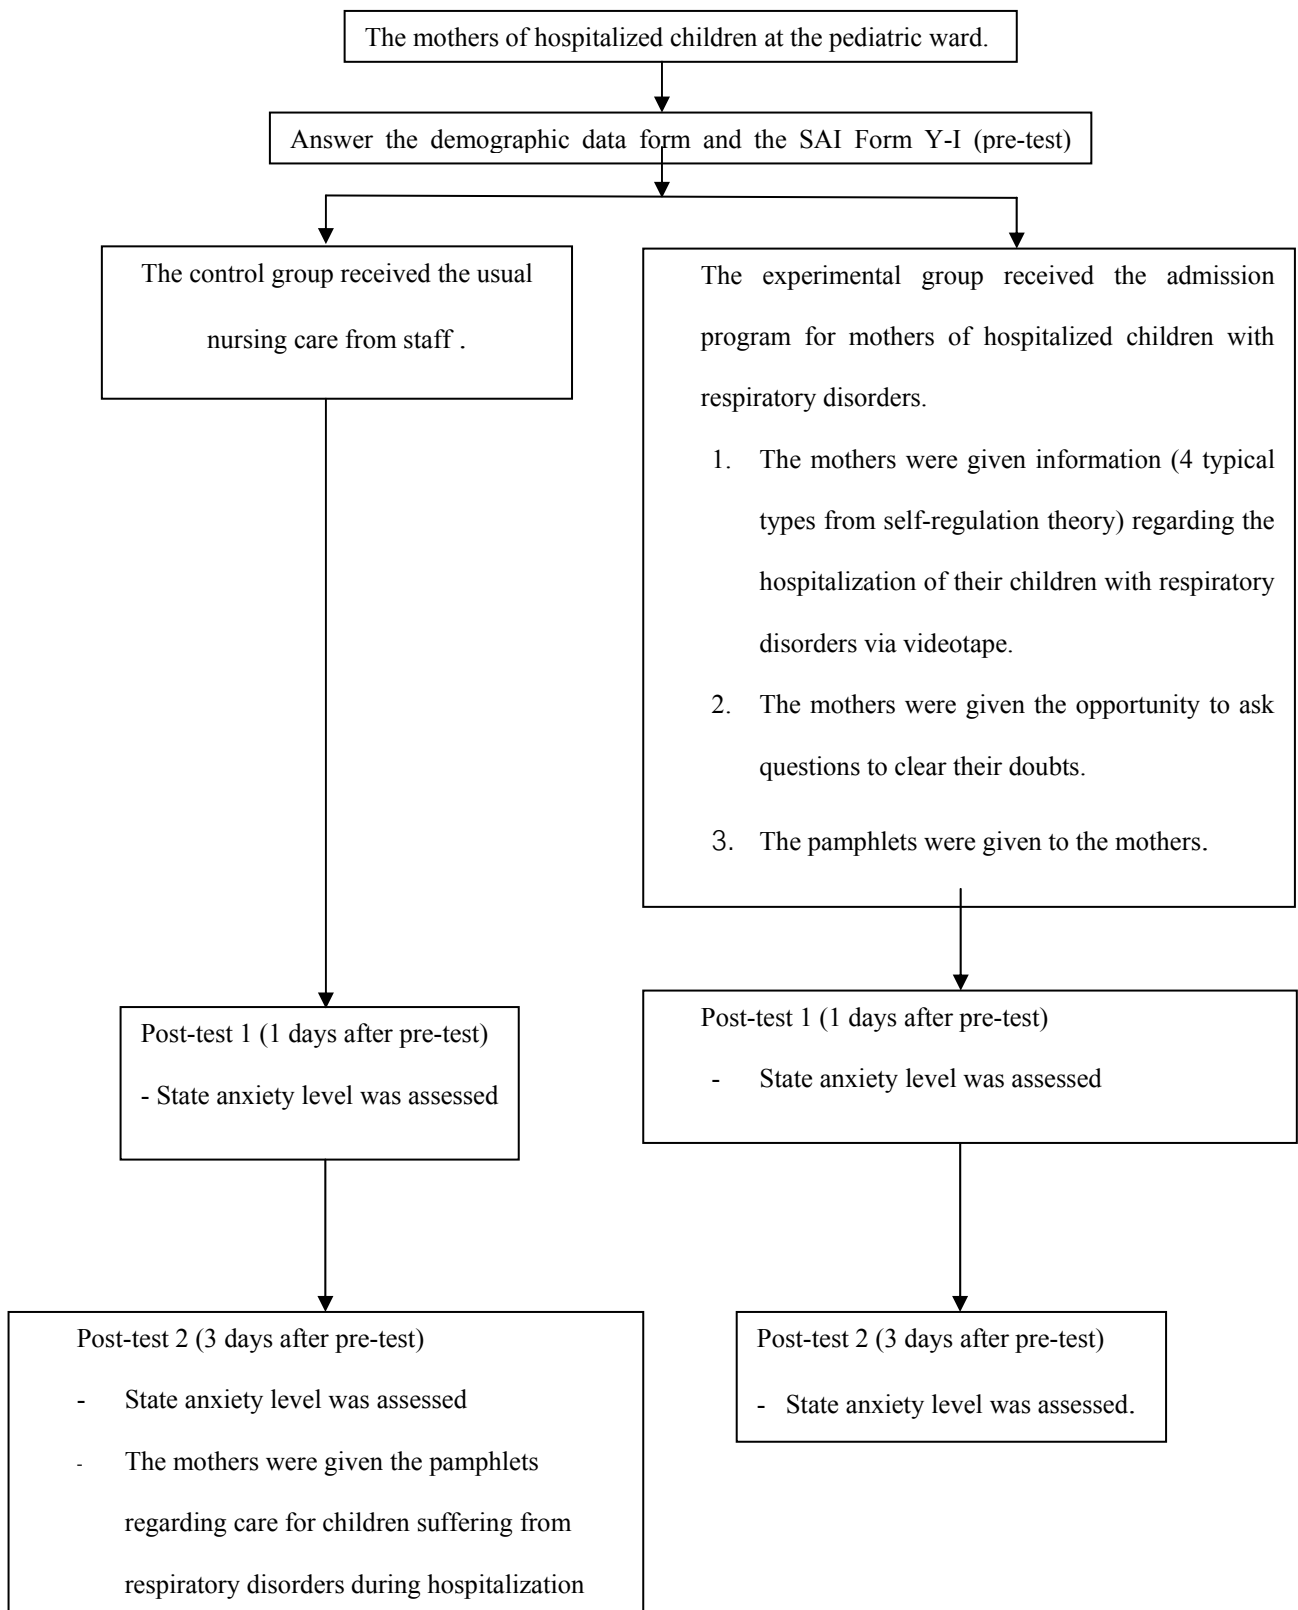 The mothers of hospitalized children at the pediatric ward.
Answer the demographic data form and the SAI Form Y-I (pre-test)
The control group received the usual
nursing care from staff .
The experimental group received the admission
program for mothers of hospitalized children with
respiratory disorders.
1. The mothers were given information (4 typical
types from self-regulation theory) regarding the
hospitalization of their children with respiratory
disorders via videotape.
2. The mothers were given the opportunity to ask
questions to clear their doubts.
3. The pamphlets were given to the mothers.
Post-test 1 (1 days after pre-test)
- State anxiety level was assessed
Post-test 1 (1 days after pre-test)
- State anxiety level was assessed
Post-test 2 (3 days after pre-test)
- State anxiety level was assessed
- The mothers were given the pamphlets
regarding care for children suffering from
respiratory disorders during hospitalization
Post-test 2 (3 days after pre-test)
- State anxiety level was assessed.